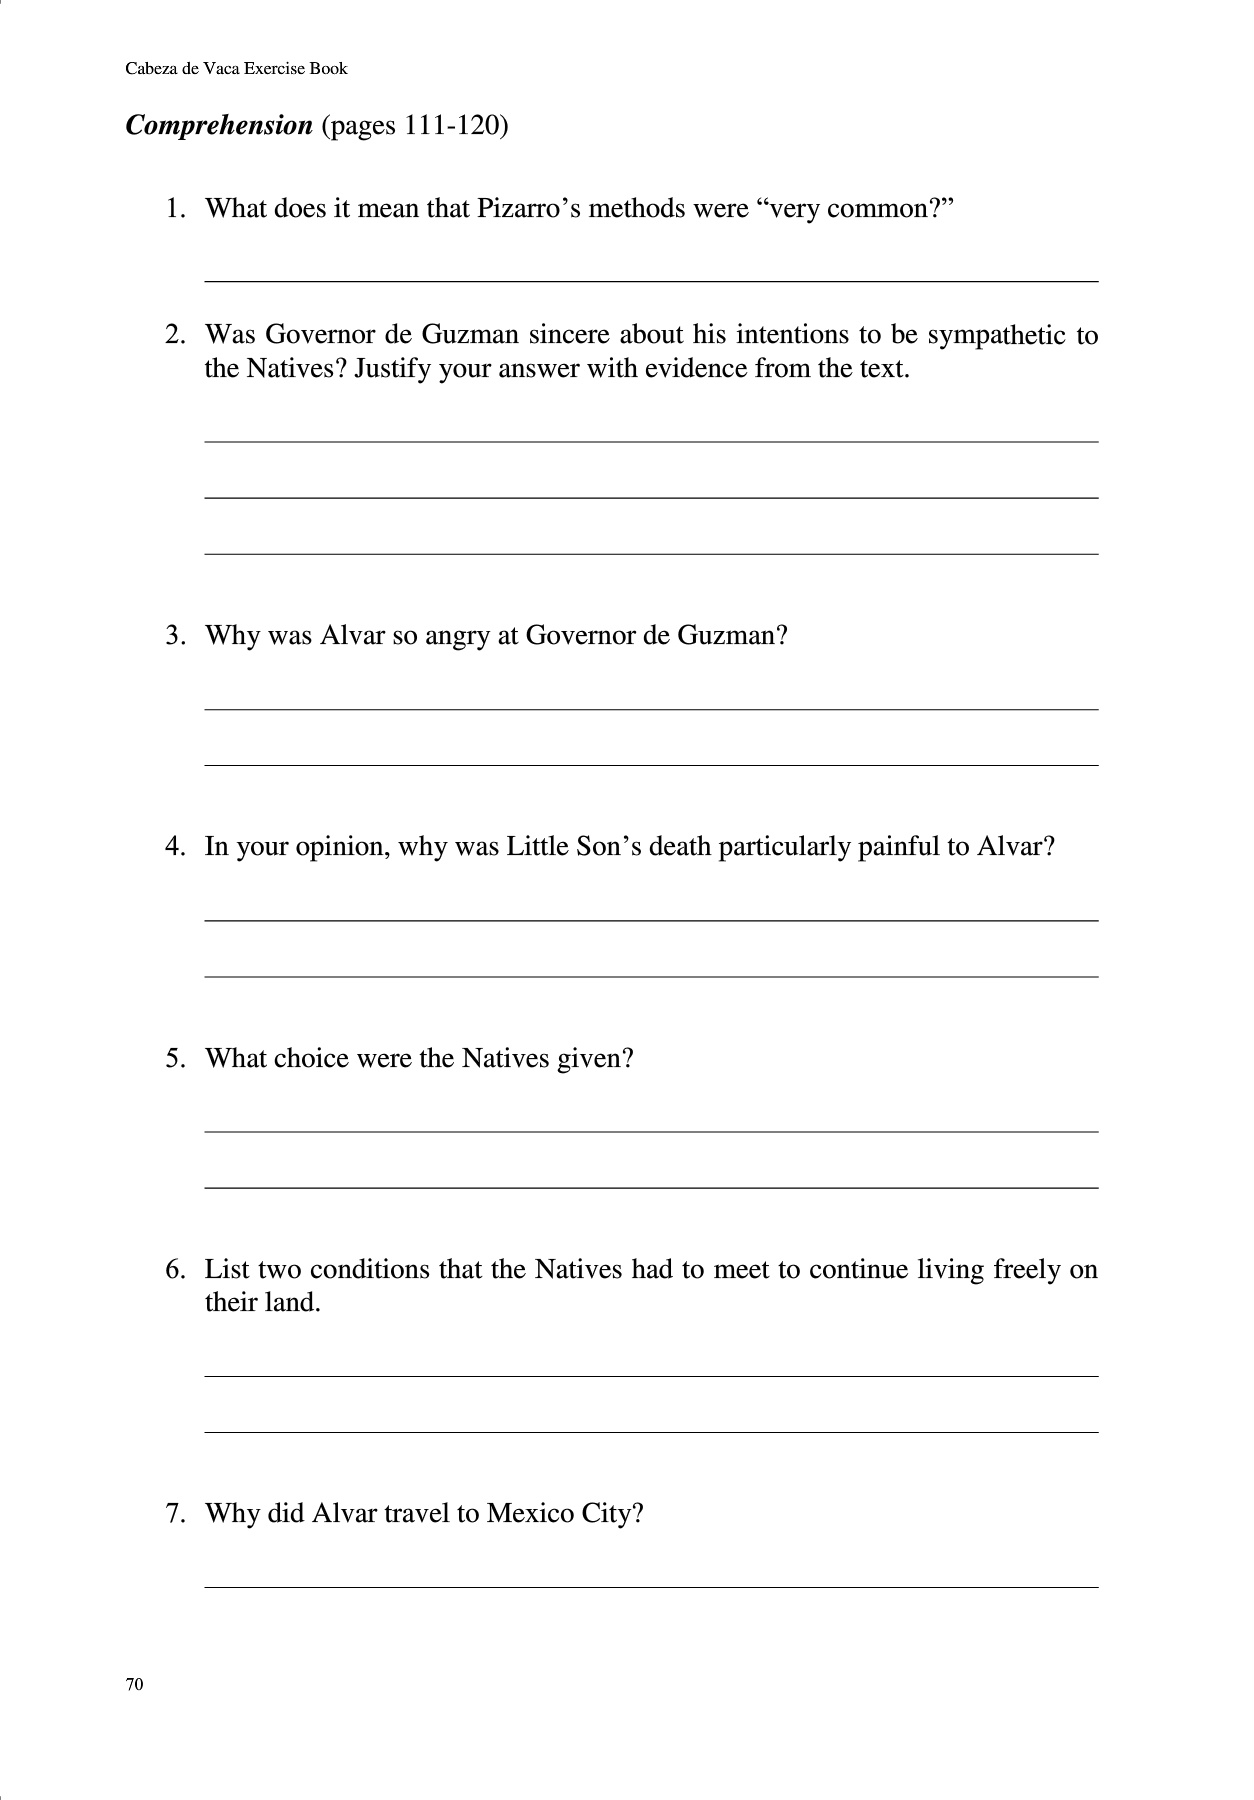 Cabeza de Vaca Exercise Book
Comprehension (pages 111-120)
1. What does it mean that Pizarro’s methods were “very common?”
2. Was Governor de Guzman sincere about his intentions to be sympathetic to
the Natives? Justify your answer with evidence from the text.
3. Why was Alvar so angry at Governor de Guzman?
4. In your opinion, why was Little Son’s death particularly painful to Alvar?
5. What choice were the Natives given?
6. List two conditions that the Natives had to meet to continue living freely on
their land.
7. Why did Alvar travel to Mexico City?
70